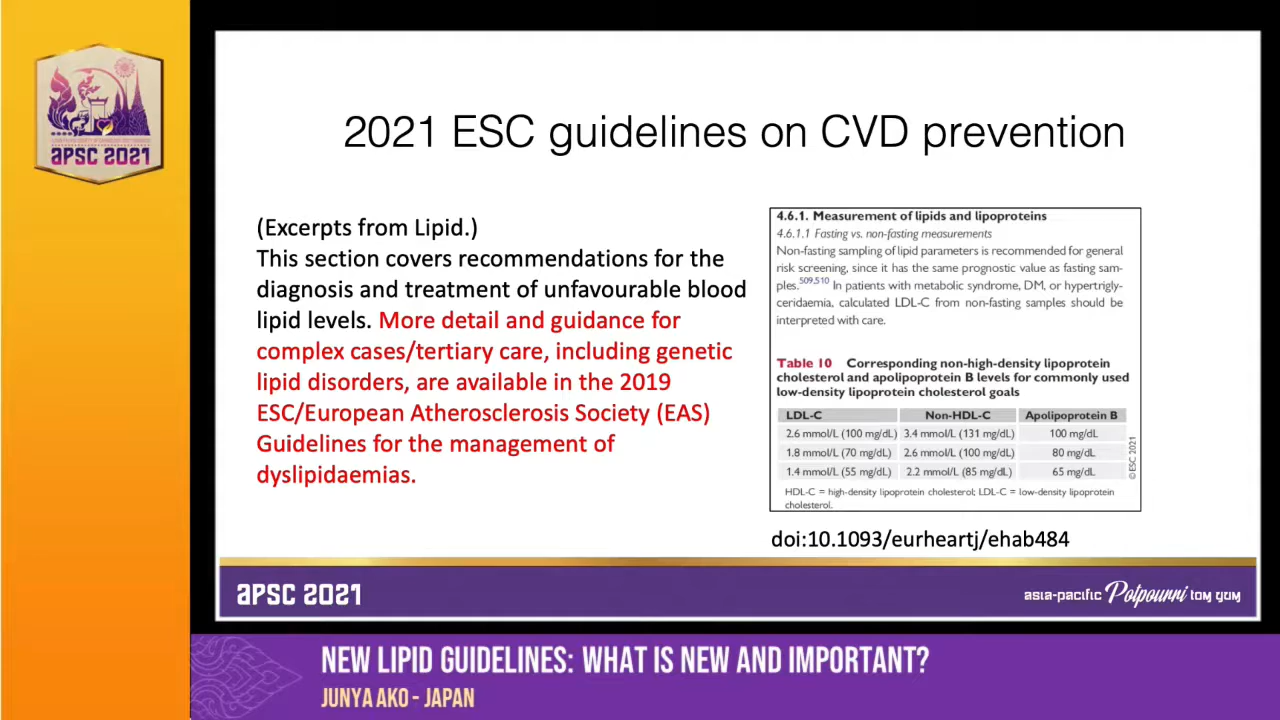 APSC 2021
2021 ESC guidelines on CVD prevention
(Excerpts from Lipid.)
This section covers recommendations for the
diagnosis and treatment of unfavourable blood
lipid levels. More detail and guidance for
complex cases/tertiary care, including genetic
lipid disorders, are available in the 2019
ESC/European Atherosclerosis Society (EAS)
Guidelines for the management of
dyslipidaemias.
4.6.1. Measurement of lipids and lipoproteins
4.6.1.1 Fasting vs. non-fasting measurements
Non-fasting sampling of lipid parameters is recommended for general
risk screening, since it has the same prognostic value as fasting sam-
ples.509,510 In patients with metabolic syndrome, DM, or hypertrigly-
ceridaemia, calculated LDL-C from non-fasting samples should be
interpreted with care.
Table 10 Corresponding non-high-density lipoprotein
cholesterol and apolipoprotein B levels for commonly used
low-density lipoprotein cholesterol goals
LDL-C Non-HDL-C Apolipoprotein B
2.6 mmol/L (100 mg/dL) 3.4 mmol/L (131 mg/dL) 100 mg/dL
1.8 mmol/L (70 mg/dL) 2.6 mmol/L (100 mg/dL) 80 mg/dL
1.4 mmol/L (55 mg/dL) 2.2 mmol/L (85 mg/dL) 65 mg/dL
©ESC 2021
HDL-C = high-density lipoprotein cholesterol; LDL-C = low-density lipoprotein
cholesterol.
doi:10.1093/eurheartj/ehab484
APSC 2021
asia-pacific Potpourri tom yum
NEW LIPID GUIDELINES: WHAT IS NEW AND IMPORTANT?
JUNYA AKO - JAPAN